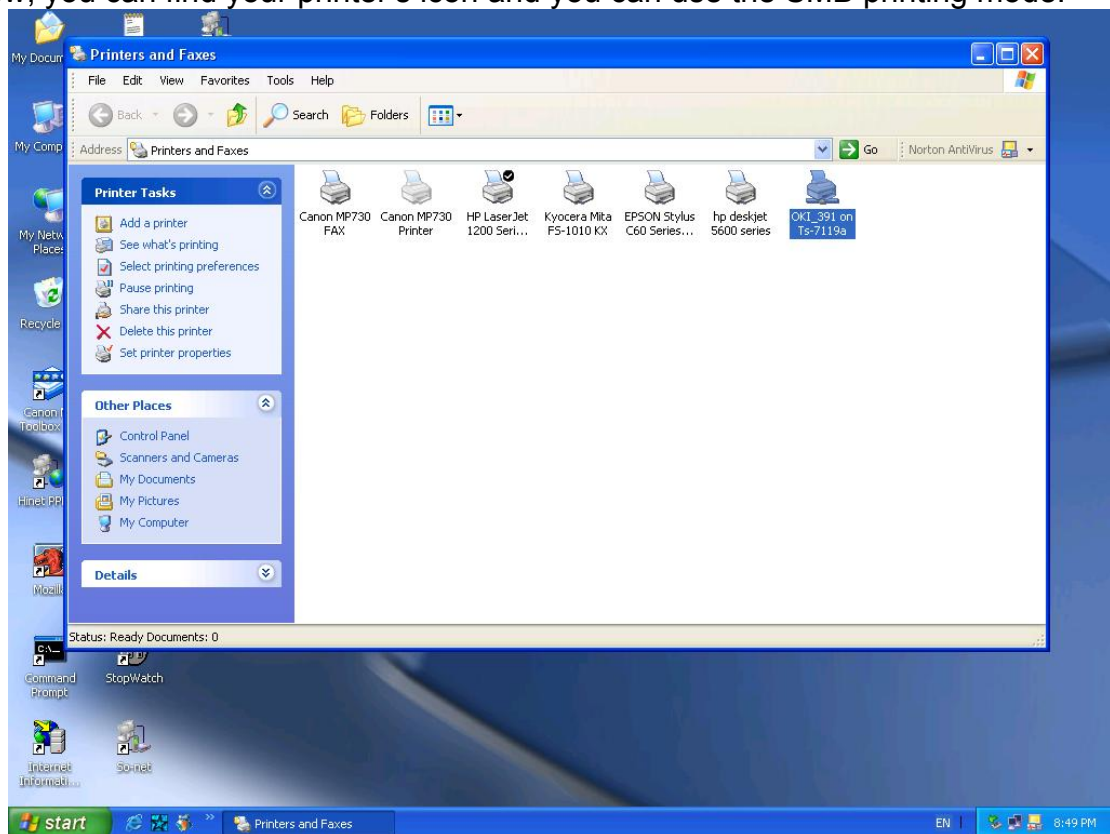 you can find your printer's icon and you can use the SMB printing mode.
My Docum
Printers and Faxes
File Edit View Favorites Tools Help
Back Search Folders
My Comp
Address Printers and Faxes
Go
Norton AntiVirus
Printer Tasks
Add a printer
See what's printing
Select printing preferences
Pause printing
Share this printer
Delete this printer
Set printer properties
Other Places
Control Panel
Scanners and Cameras
My Documents
My Pictures
My Computer
Details
Canon MP730
FAX
Canon MP730
Printer
HP LaserJet
1200 Seri...
Kyocera Mita
FS-1010 KX
EPSON Stylus
C60 Series...
hp deskjet
5600 series
OKI_391 on
Ts-7119a
Status: Ready Documents: 0
My Netw
Places
Recycle
Canon
Toolbox
Hinet PP
Mozill
C:\_
Command
Prompt
StopWatch
Internet
Informati...
So-net
start
Printers and Faxes
EN
8:49 PM